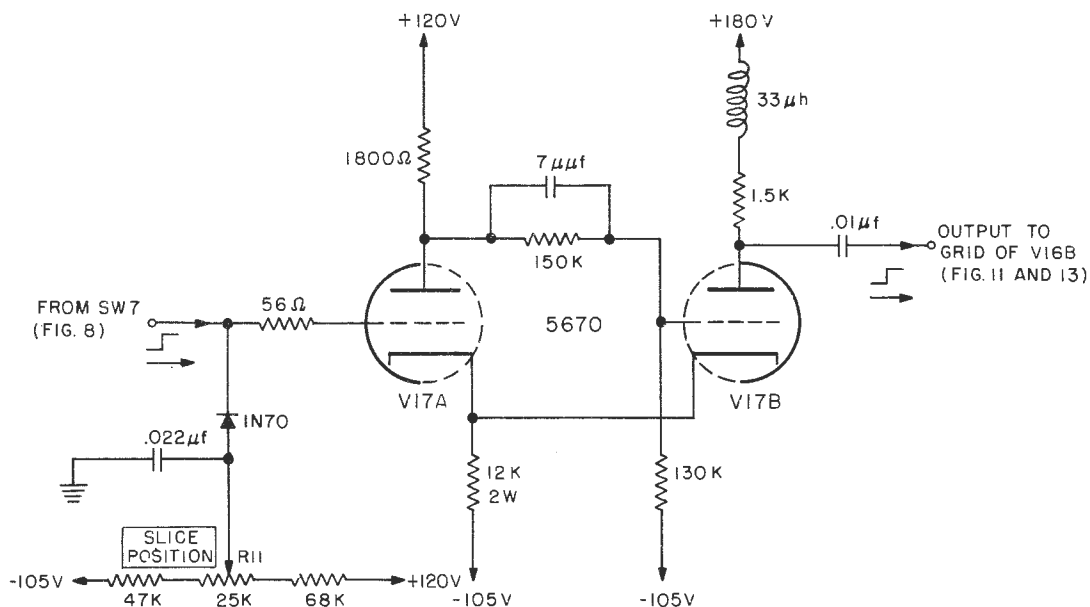 +120V
+180V
33μh
1800Ω
7μμf
1.5K
.01μf
OUTPUT TO
GRID OF V16B
(FIG. 11 AND 13)
150K
FROM SW7
(FIG. 8)
56Ω
5670
V17A
V17B
1N70
.022μf
12K
2W
130K
SLICE
POSITION
R11
-105V
47K
25K
68K
+120V
-105V
-105V